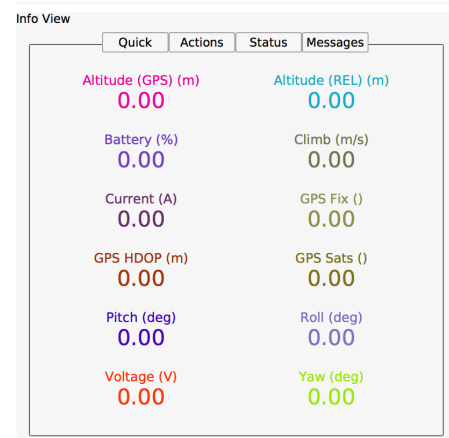 Info View
Quick Actions Status Messages
Altitude (GPS) (m) Altitude (REL) (m)
0.00 0.00
Battery (%) Climb (m/s)
0.00 0.00
Current (A) GPS Fix ()
0.00 0.00
GPS HDOP (m) GPS Sats ()
0.00 0.00
Pitch (deg) Roll (deg)
0.00 0.00
Voltage (V) Yaw (deg)
0.00 0.00